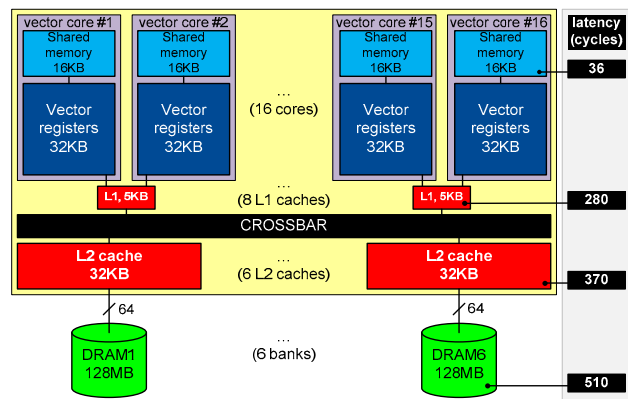 vector core #1
vector core #2
vector core #15
vector core #16
latency
(cycles)
Shared
memory
16KB
Shared
memory
16KB
Shared
memory
16KB
Shared
memory
16KB
36
Vector
registers
32KB
Vector
registers
32KB
...
(16 cores)
Vector
registers
32KB
Vector
registers
32KB
L1, 5KB
...
(8 L1 caches)
L1, 5KB
280
CROSSBAR
L2 cache
32KB
...
(6 L2 caches)
L2 cache
32KB
370
64
64
DRAM1
128MB
...
(6 banks)
DRAM6
128MB
510